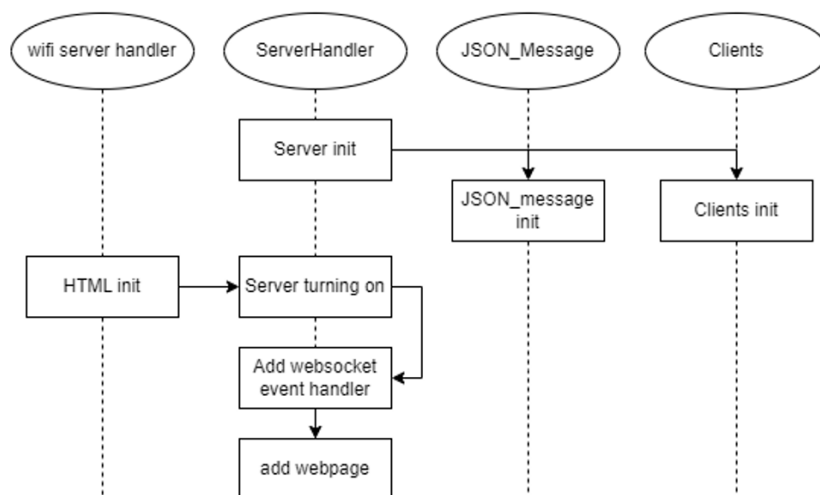 wifi server handler
ServerHandler
JSON_Message
Clients
Server init
JSON_message
init
Clients init
HTML init
Server turning on
Add websocket
event handler
add webpage